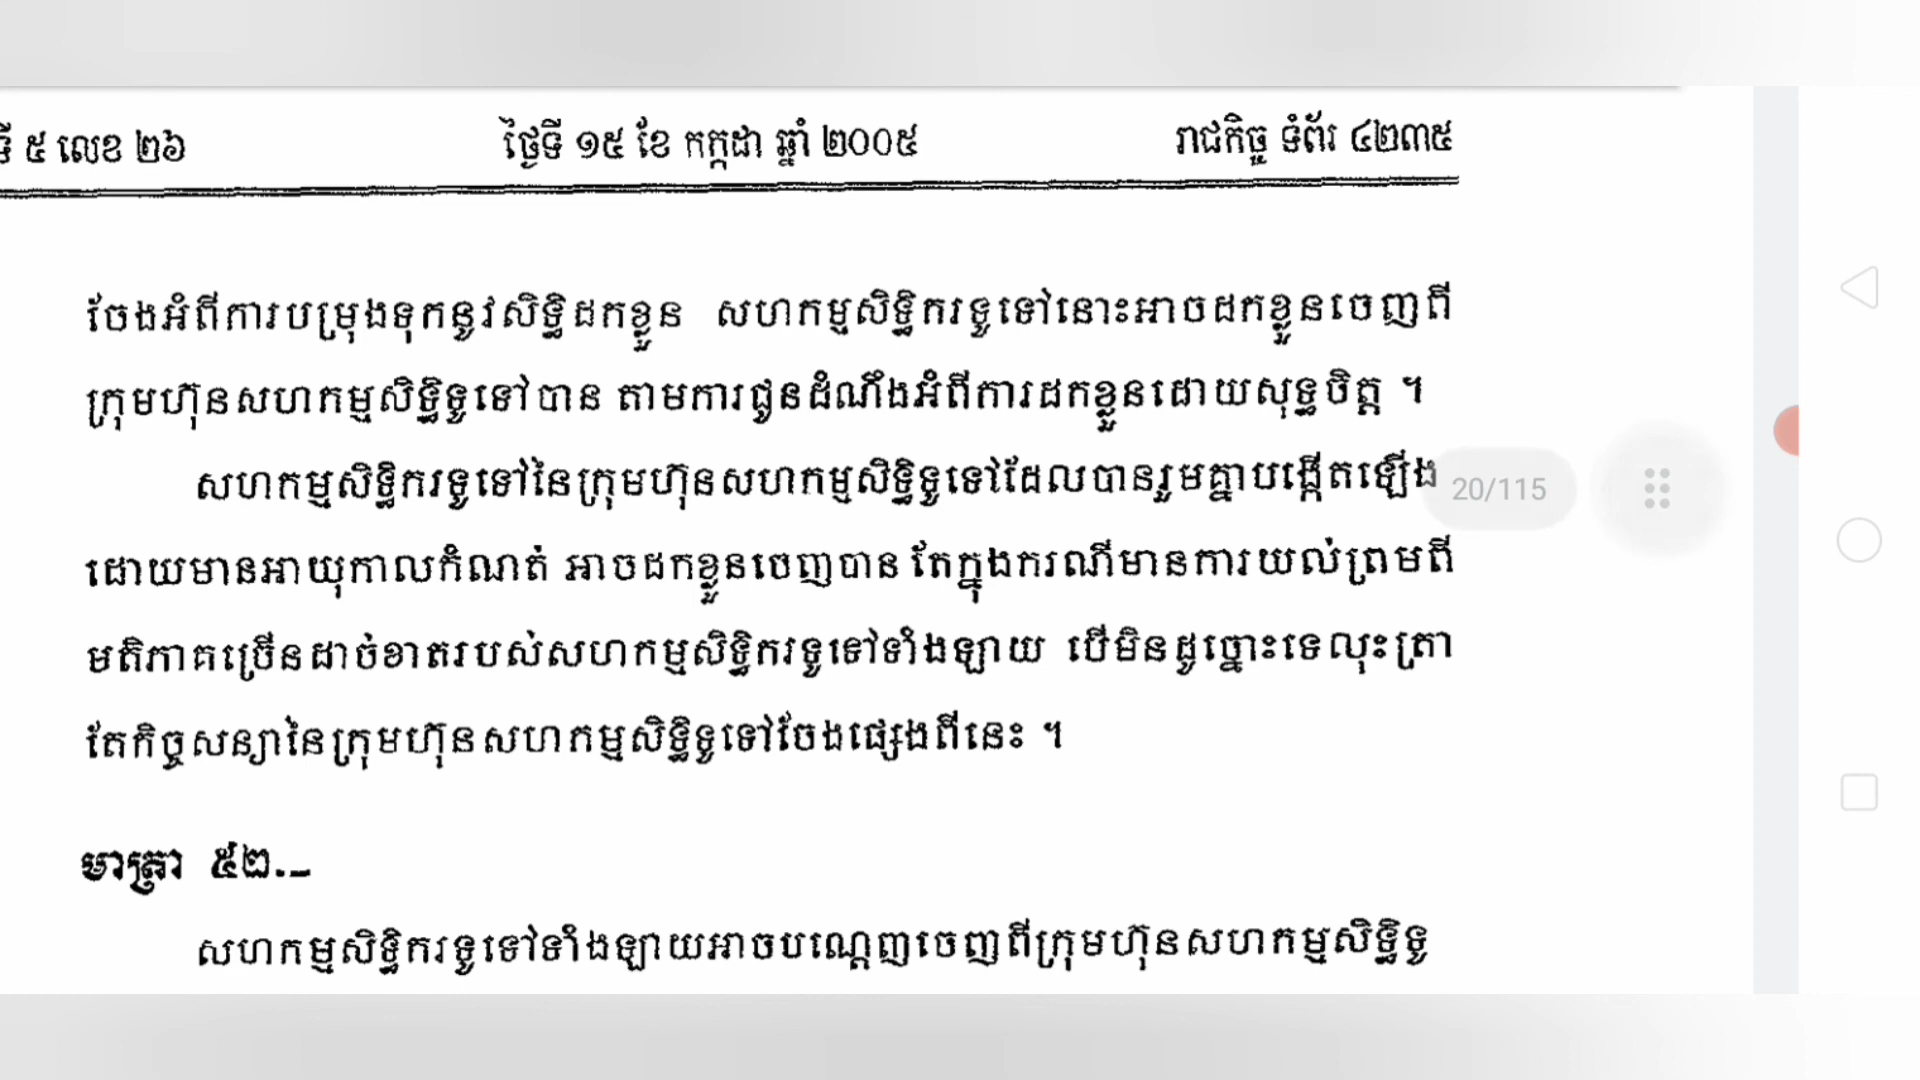 ទី ៥ លេខ ២៦ ថ្ងៃទី ១៥ ខែ កក្កដា ឆ្នាំ ២០០៥ រាជកិច្ច ទំព័រ ៤២៣៥
ចែងអំពីការបម្រុងទុកនូវសិទ្ធិដកខ្លួន សហកម្មសិទ្ធិករទូទៅនោះអាចដកខ្លួនចេញពី
ក្រុមហ៊ុនសហកម្មសិទ្ធិទូទៅបាន តាមការជូនដំណឹងអំពីការដកខ្លួនដោយសុទ្ធចិត្ត ។
សហកម្មសិទ្ធិករទូទៅនៃក្រុមហ៊ុនសហកម្មសិទ្ធិទូទៅដែលបានរួមគ្នាបង្កើតឡើង
20/115
ដោយមានអាយុកាលកំណត់ អាចដកខ្លួនចេញបាន តែក្នុងករណីមានការយល់ព្រមពី
មតិភាគច្រើនដាច់ខាតរបស់សហកម្មសិទ្ធិករទូទៅទាំងឡាយ បើមិនដូច្នោះទេលុះត្រា
តែកិច្ចសន្យានៃក្រុមហ៊ុនសហកម្មសិទ្ធិទូទៅចែងផ្សេងពីនេះ ។
មាត្រា ៥២._
សហកម្មសិទ្ធិករទូទៅទាំងឡាយអាចបណ្តេញចេញពីក្រុមហ៊ុនសហកម្មសិទ្ធិទូ